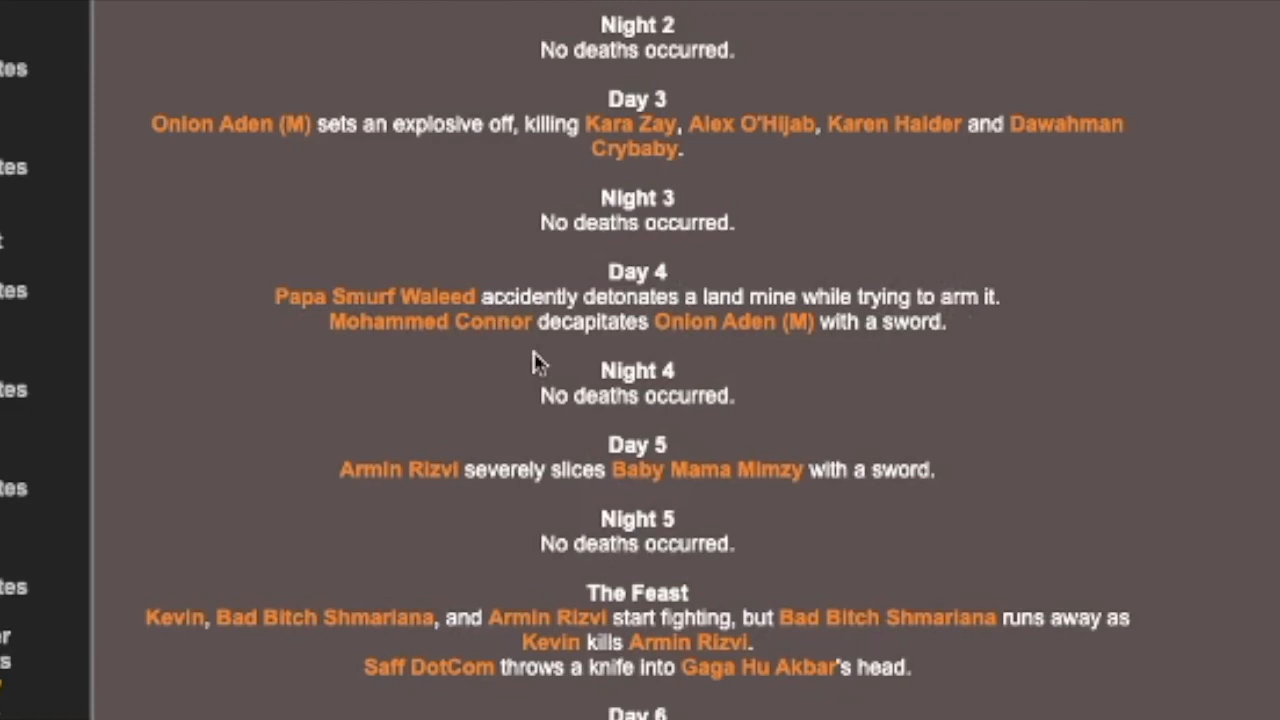 Night 2
No deaths occurred.
Day 3
Onion Aden (M) sets an explosive off, killing Kara Zay, Alex O'Hijab, Karen Halder and Dawahman
Crybaby.
Night 3
No deaths occurred.
Day 4
Papa Smurf Waleed accidently detonates a land mine while trying to arm it.
Mohammed Connor decapitates Onion Aden (M) with a sword.
Night 4
No deaths occurred.
Day 5
Armin Rizvi severely slices Baby Mama Mimzy with a sword.
Night 5
No deaths occurred.
The Feast
Kevin, Bad Bitch Shmariana, and Armin Rizvi start fighting, but Bad Bitch Shmariana runs away as
Kevin kills Armin Rizvi.
Saff DotCom throws a knife into Gaga Hu Akbar's head.
Day 6